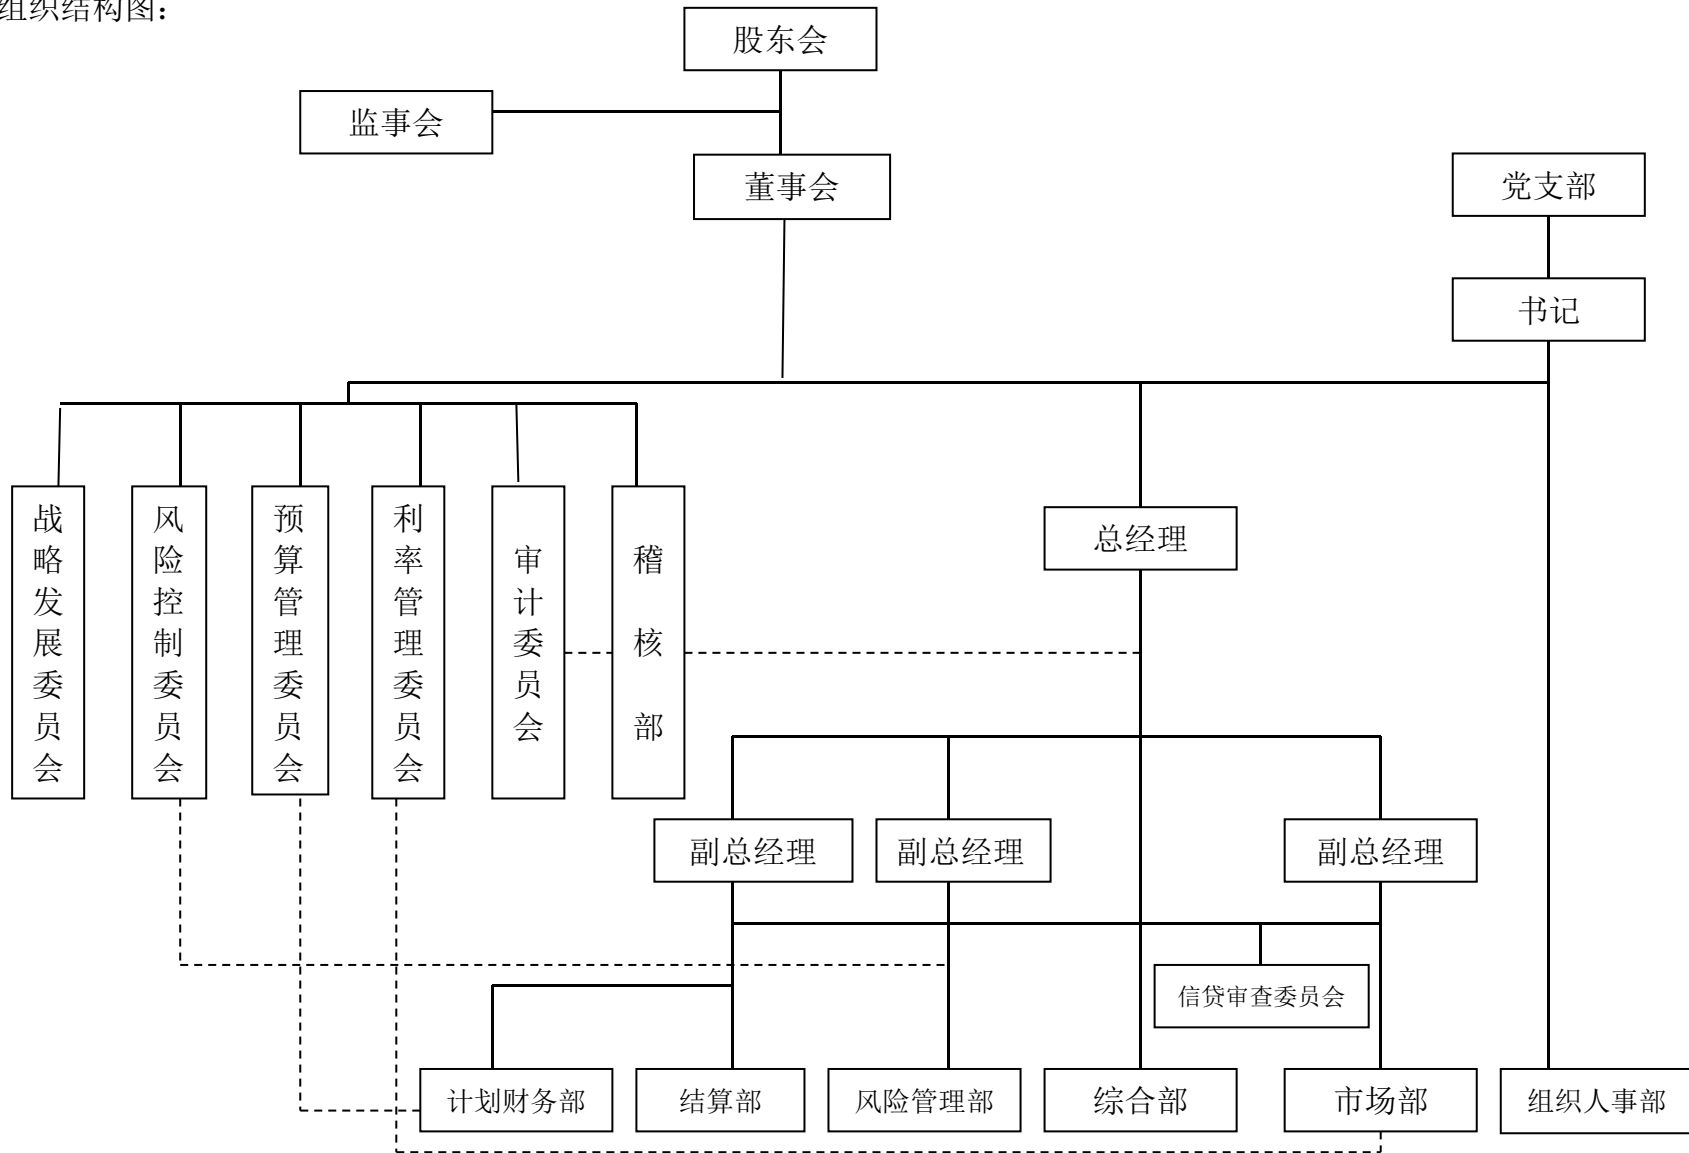 组织结构图：
股东会
监事会
董事会
党支部
书记
战略发展委员会
风险控制委员会
预算管理委员会
利率管理委员会
审计委员会
稽核部
总经理
副总经理
副总经理
副总经理
信贷审查委员会
计划财务部
结算部
风险管理部
综合部
市场部
组织人事部